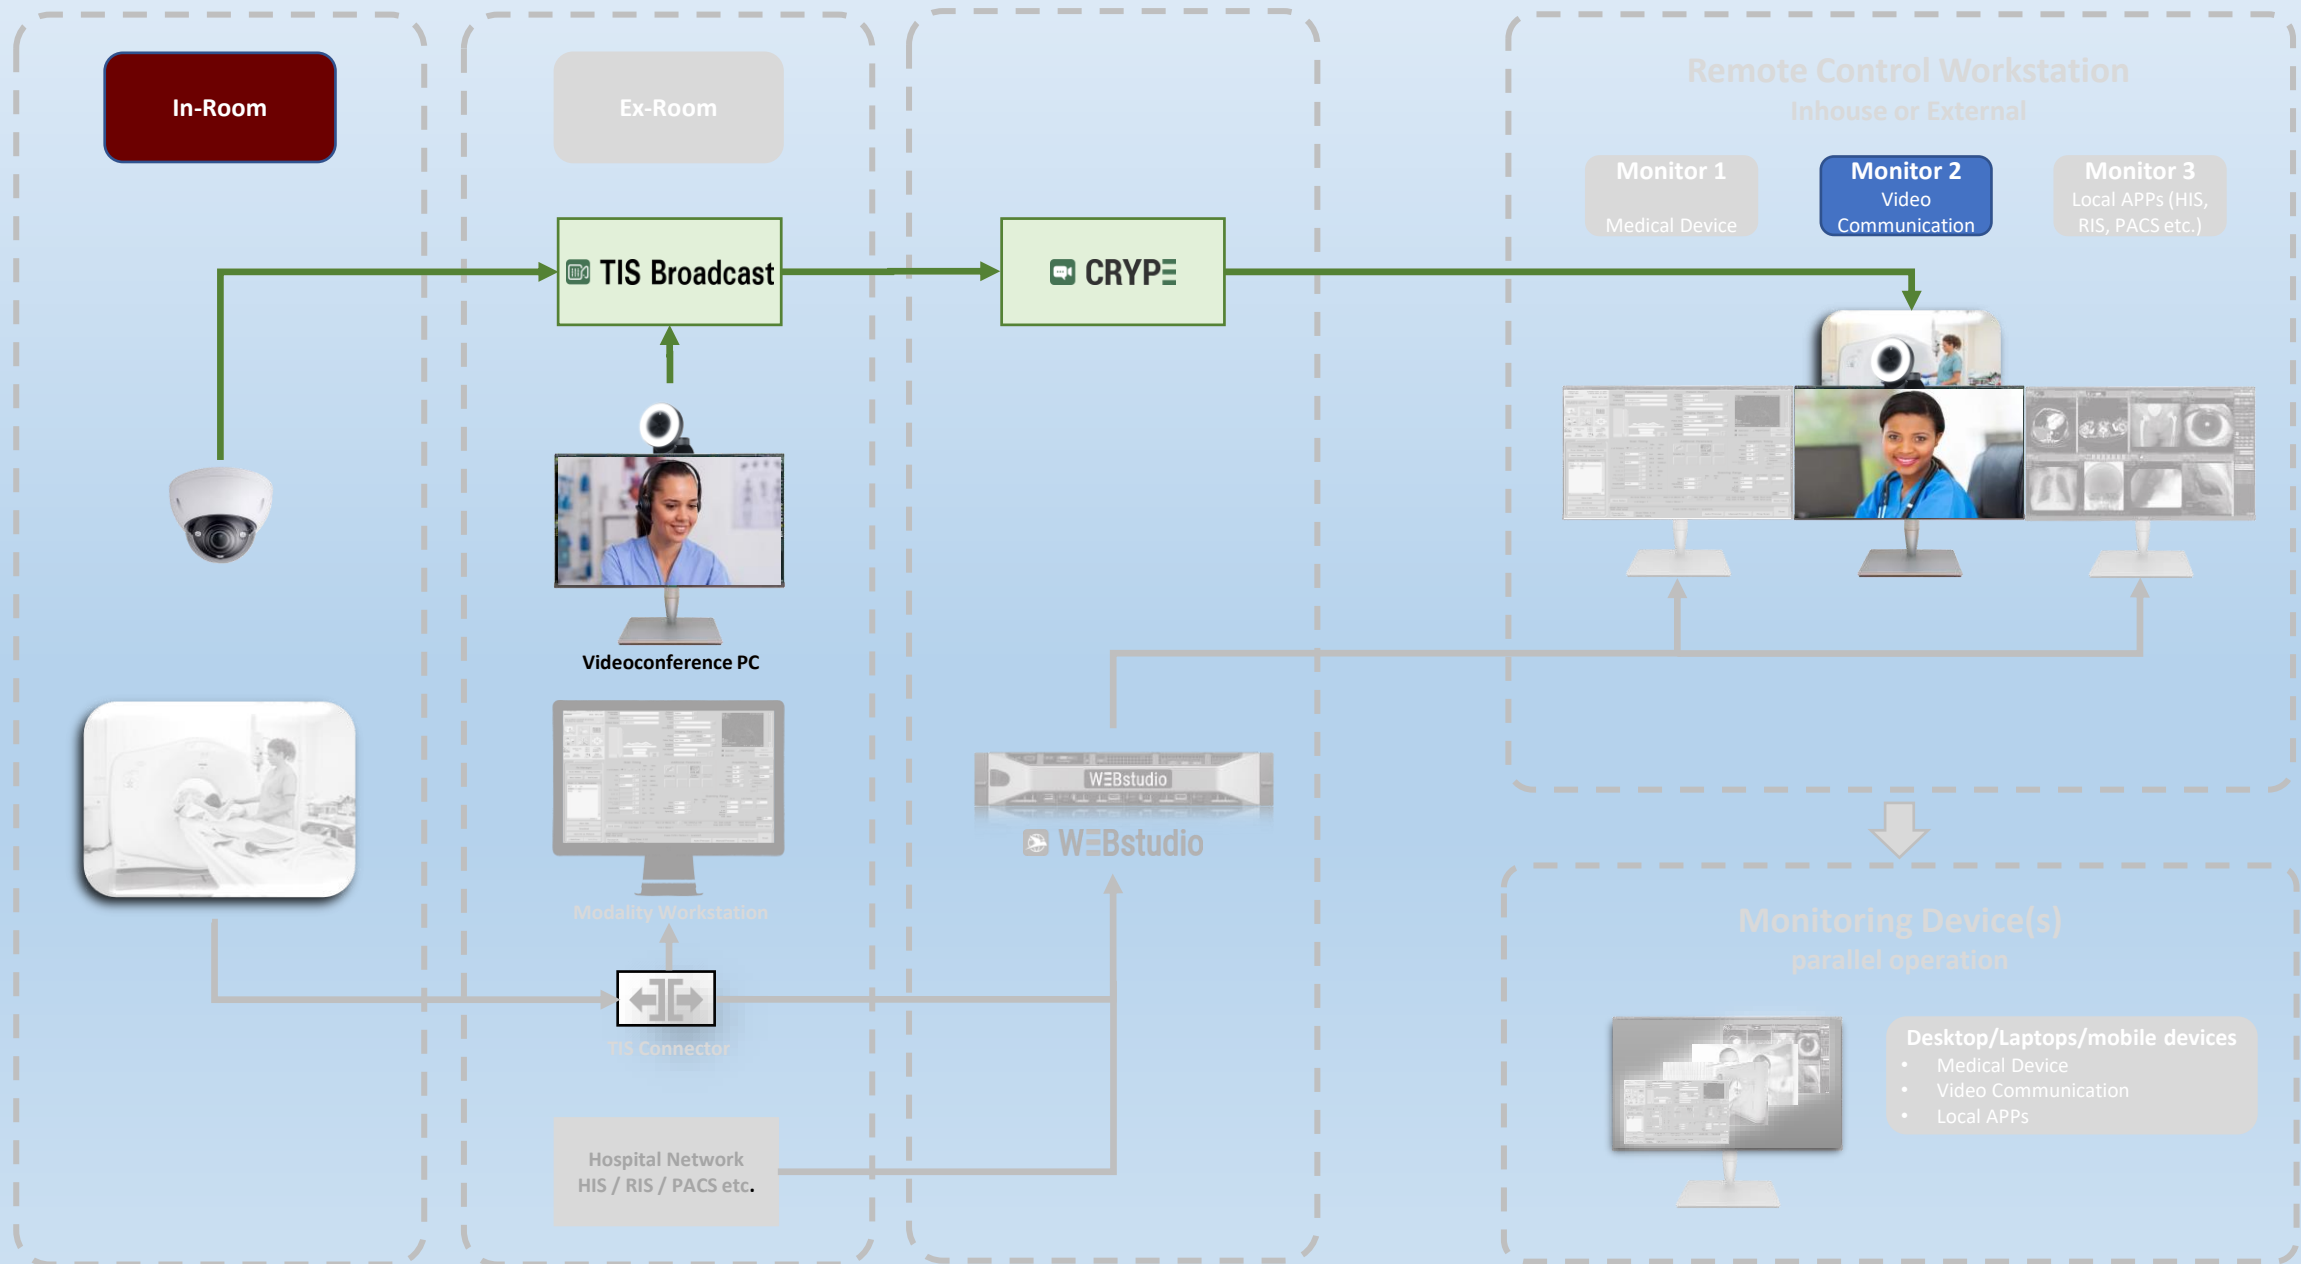 In-Room
Ex-Room
Remote Control Workstation
Inhouse or External
Monitor 1
Medical Device
Monitor 2
Video
Communication
Monitor 3
Local APPs (HIS,
RIS, PACS etc.)
TIS Broadcast
CRYPE
Videoconference PC
WEBstudio
WEBstudio
Modality Workstation
TIS Connector
Hospital Network
HIS / RIS / PACS etc.
Monitoring Device(s)
parallel operation
Desktop/Laptops/mobile devices
• Medical Device
• Video Communication
• Local APPs